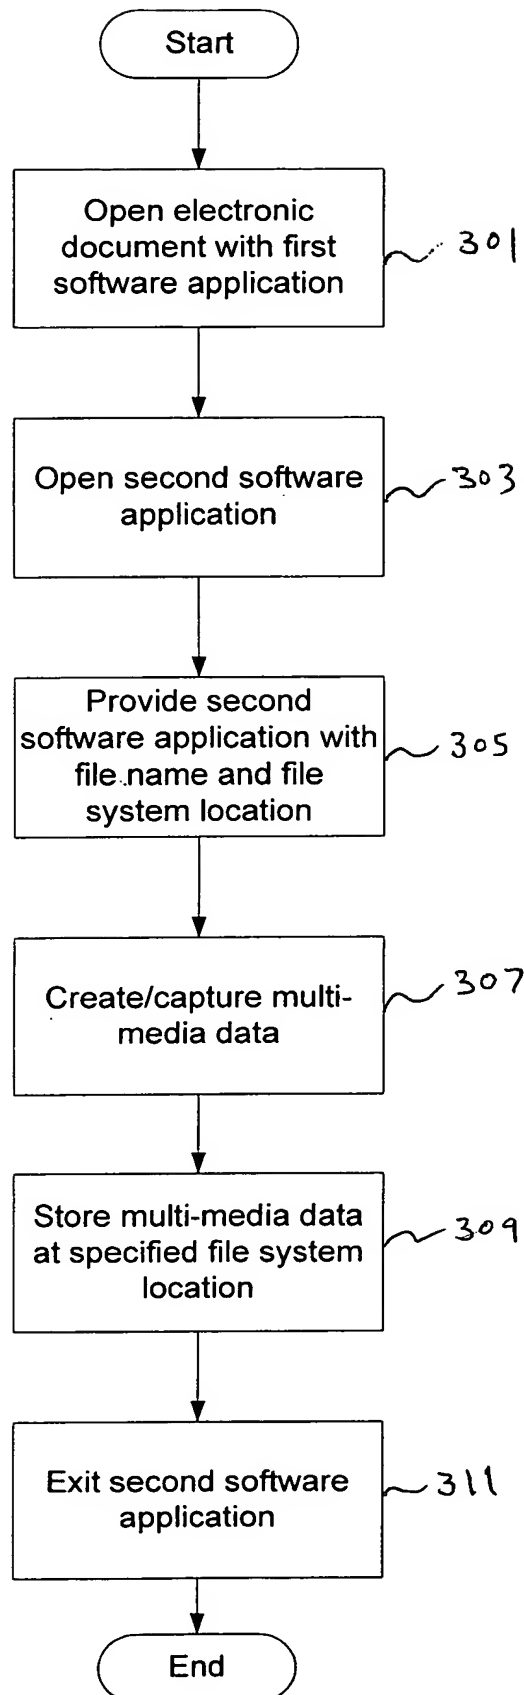 Start
Open electronic
document with first
software application
301
Open second software
application
303
Provide second
software application with
file name and file
system location
305
Create/capture multi-
media data
307
Store multi-media data
at specified file system
location
309
Exit second software
application
311
End